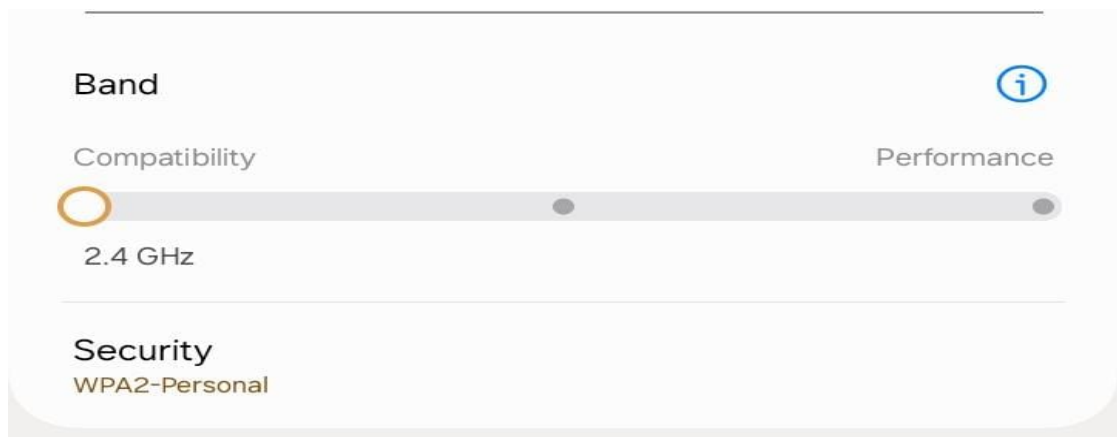 Band
Compatibility Performance
2.4 GHz
Security
WPA2-Personal